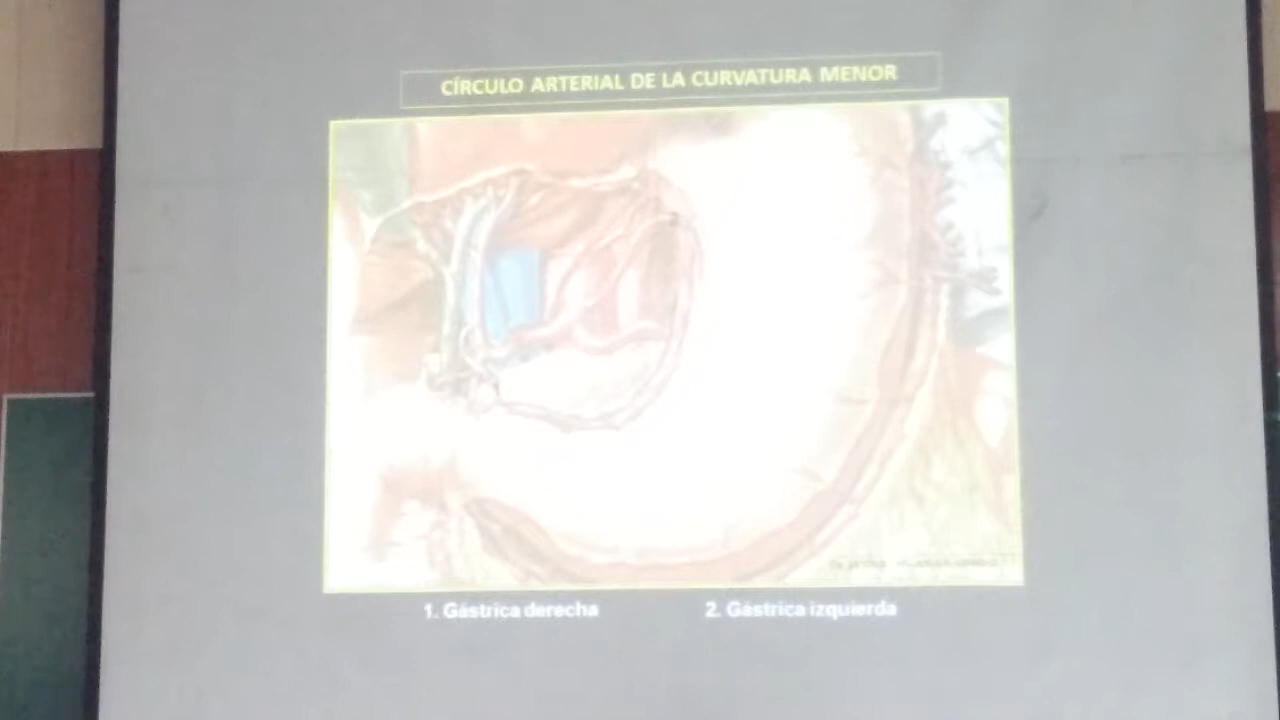 CÍRCULO ARTERIAL DE LA CURVATURA MENOR
1. Gástrica derecha 2. Gástrica izquierda